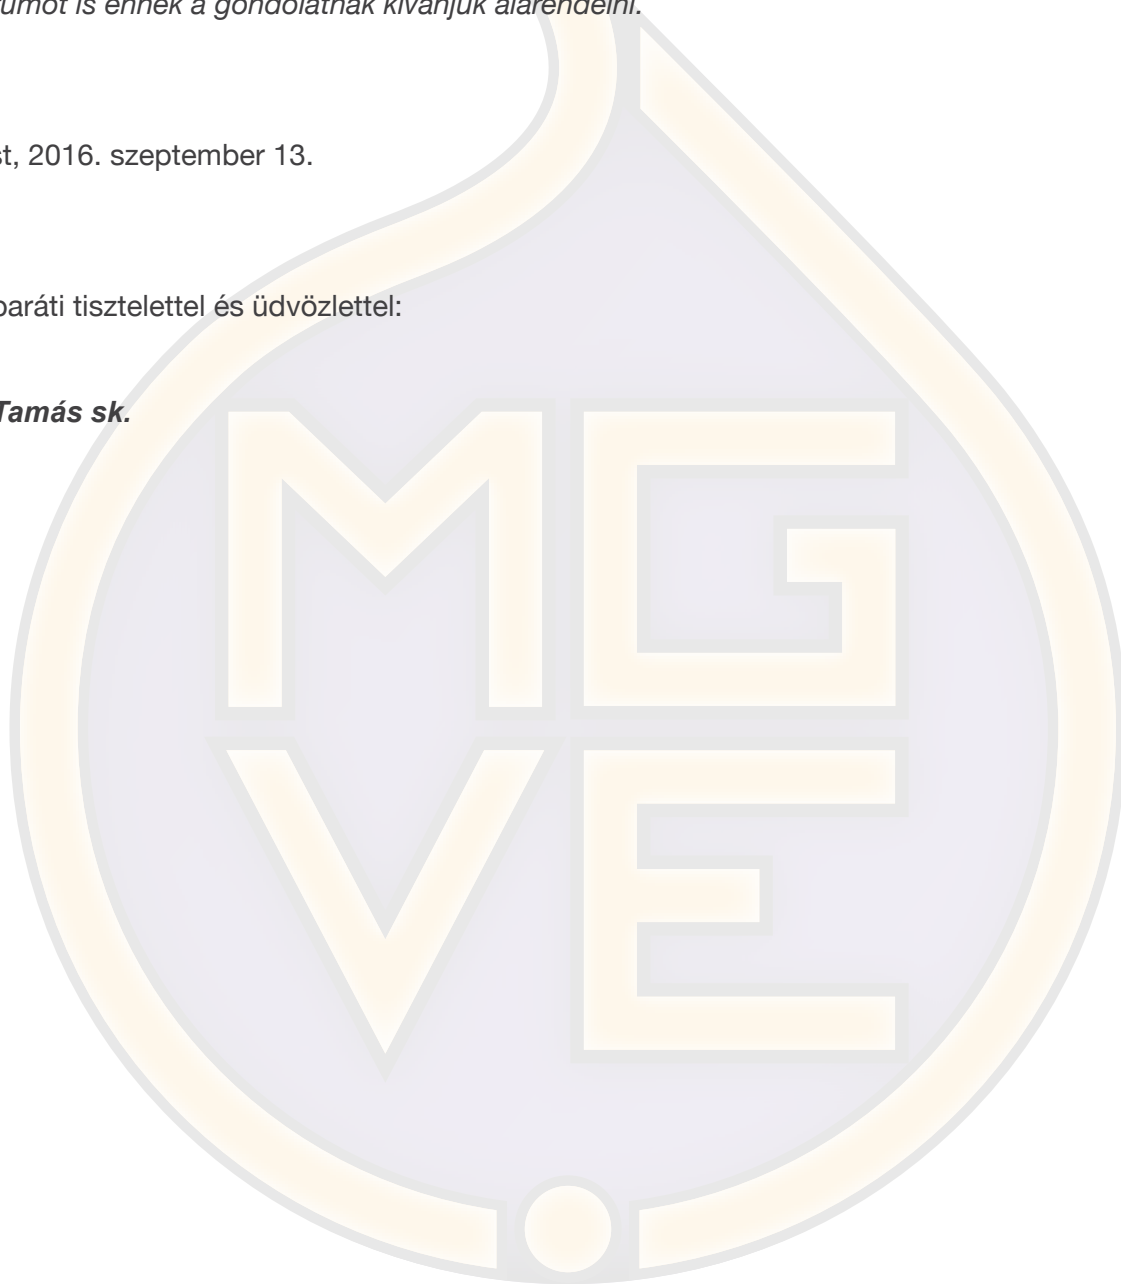 umot is ennek a gondolatnak kívánjuk alárendelni.
st, 2016. szeptember 13.
baráti tisztelettel és üdvözlettel:
Tamás sk.
MG
VE